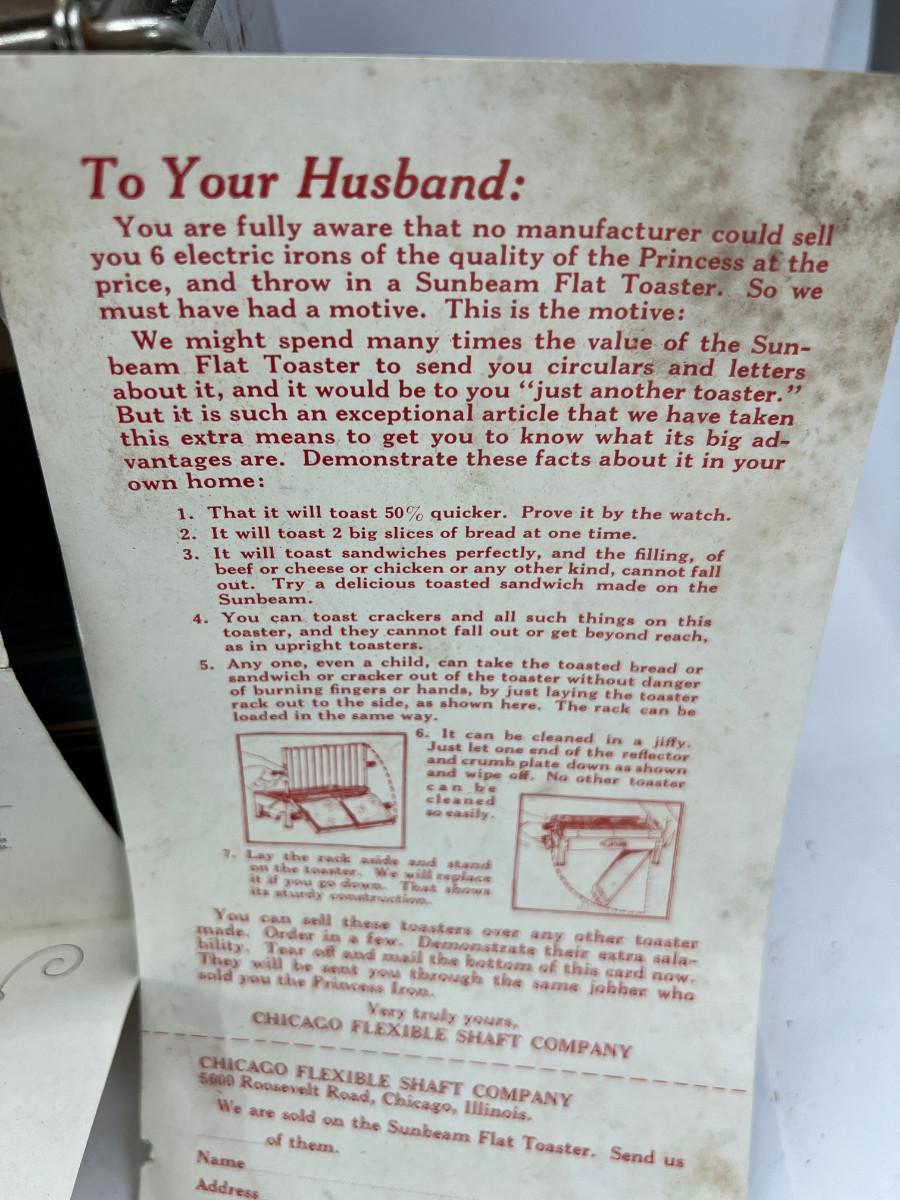 To Your Husband:
You are fully aware that no manufacturer could sell
you 6 electric irons of the quality of the Princess at the
price, and throw in a Sunbeam Flat Toaster. So we
must have had a motive. This is the motive:
We might spend many times the value of the Sun-
beam Flat Toaster to send you circulars and letters
about it, and it would be to you “just another toaster.”
But it is such an exceptional article that we have taken
this extra means to get you to know what its big ad-
vantages are. Demonstrate these facts about it in your
own home:
1. That it will toast 50% quicker. Prove it by the watch.
2. It will toast 2 big slices of bread at one time.
3. It will toast sandwiches perfectly, and the filling, of
beef or cheese or chicken or any other kind, cannot fall
out. Try a delicious toasted sandwich made on the
Sunbeam.
4. You can toast crackers and all such things on this
toaster, and they cannot fall out or get beyond reach,
as in upright toasters.
5. Any one, even a child, can take the toasted bread or
sandwich or cracker out of the toaster without danger
of burning fingers or hands, by just laying the toaster
rack out to the side, as shown here. The rack can be
loaded in the same way.
6. It can be cleaned in a jiffy.
Just let one end of the reflector
and crumb plate down as shown
and wipe off. No other toaster
can be
cleaned
so easily.
7. Lay the rack aside and stand
on the toaster. We will replace
it if you go down. That shows
its sturdy construction.
You can sell these toasters over any other toaster
made. Order in a few. Demonstrate their extra sala-
bility. Tear off and mail the bottom of this card now.
They will be sent you through the same jobber who
sold you the Princess Iron.
Very truly yours,
CHICAGO FLEXIBLE SHAFT COMPANY
CHICAGO FLEXIBLE SHAFT COMPANY
5600 Roosevelt Road, Chicago, Illinois.
We are sold on the Sunbeam Flat Toaster. Send us
of them.
Name
Address